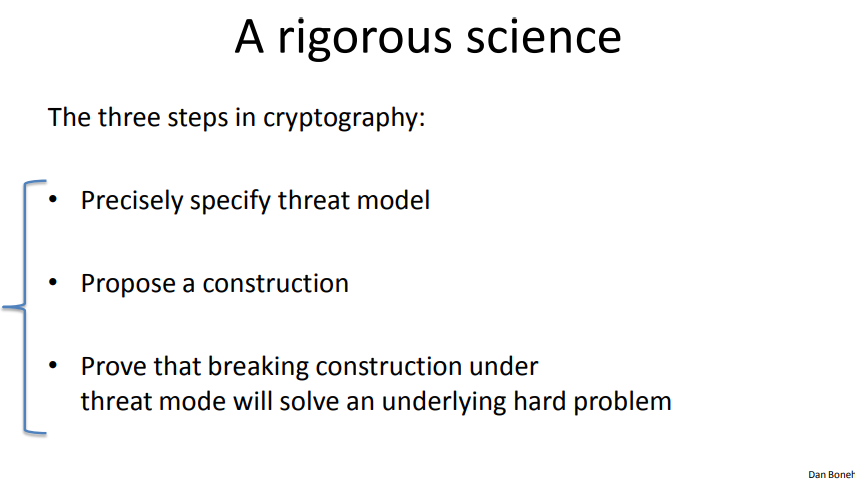 A rigorous science
The three steps in cryptography:
• Precisely specify threat model
• Propose a construction
• Prove that breaking construction under
threat mode will solve an underlying hard problem
Dan Boneh